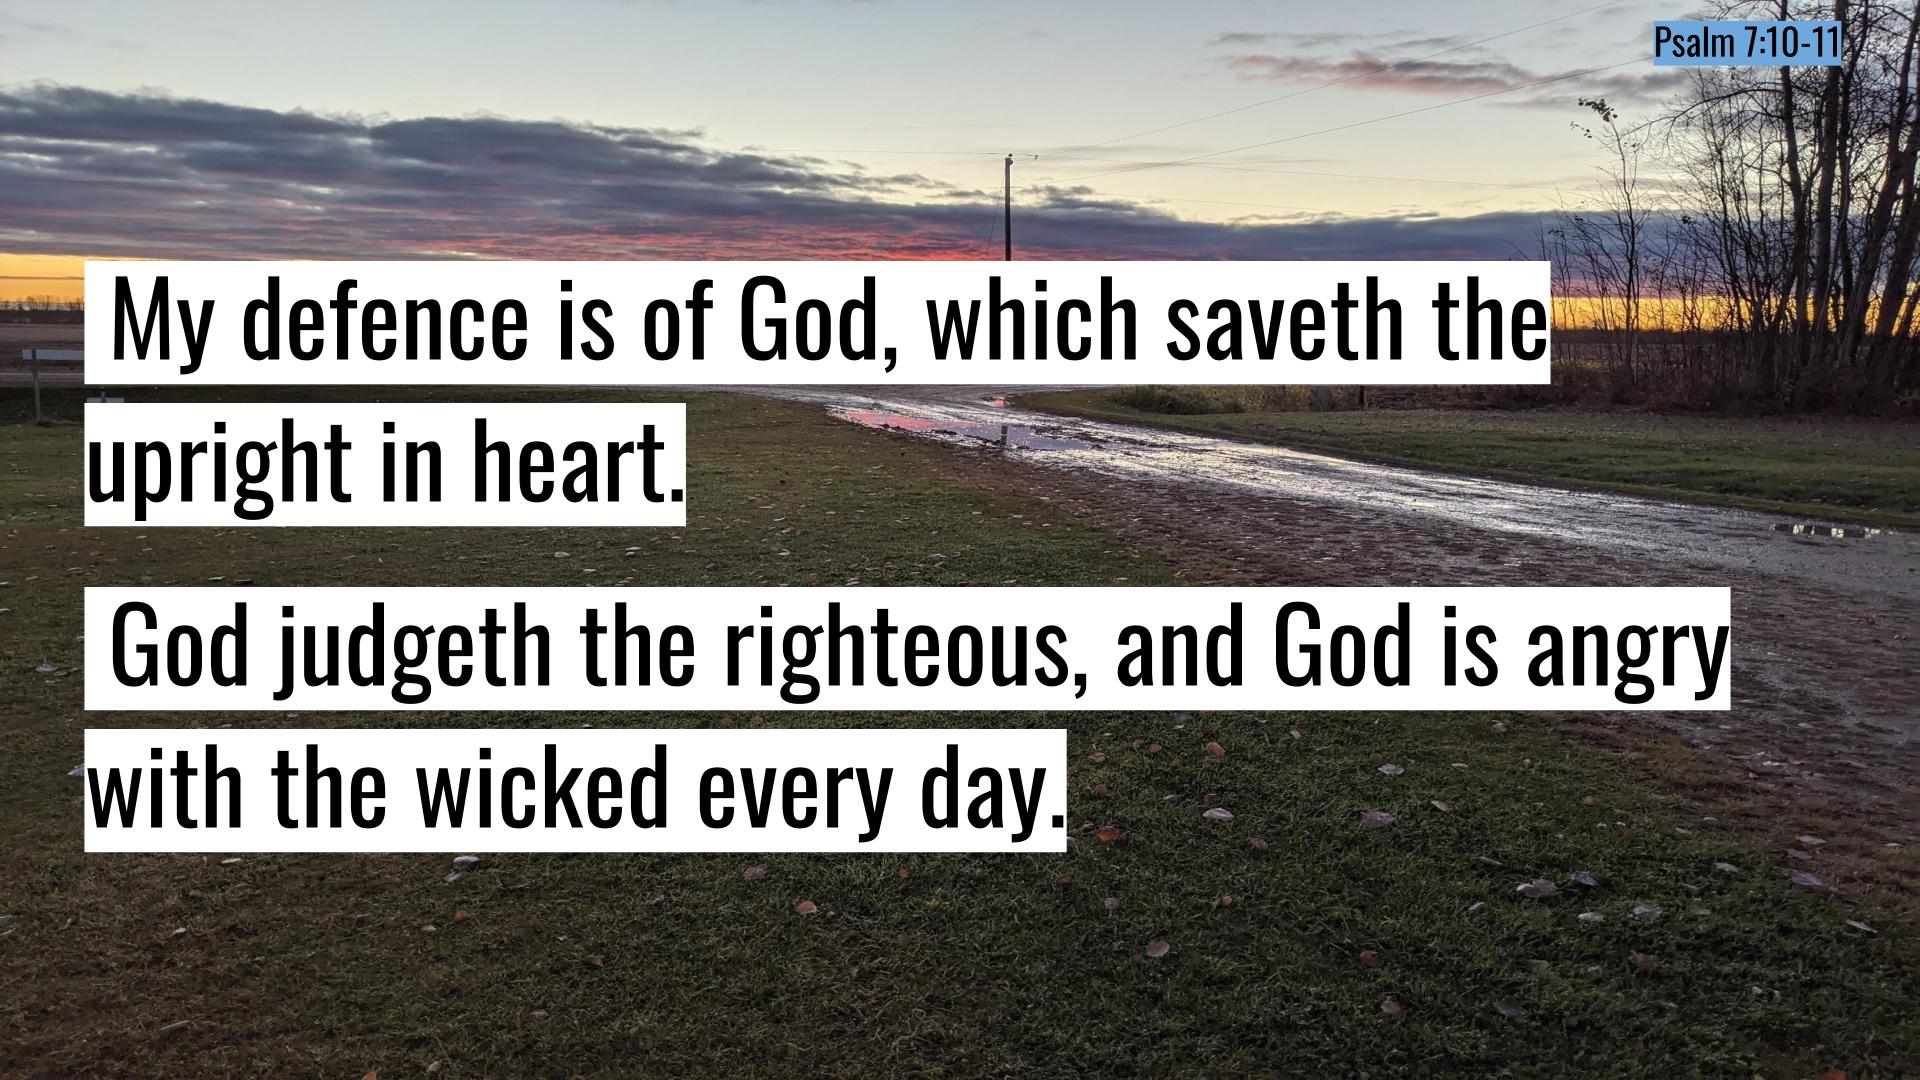 Psalm 7:10-11
My defence is of God, which saveth the
upright in heart.
God judgeth the righteous, and God is angry
with the wicked every day.